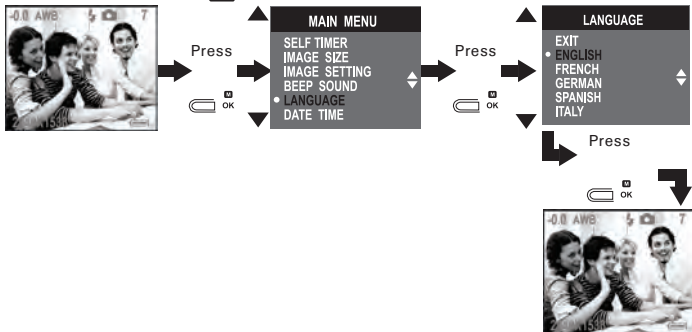 -0.0 AWB 7
Press
M
OK
MAIN MENU
SELF TIMER
IMAGE SIZE
IMAGE SETTING
BEEP SOUND
LANGUAGE
DATE TIME
Press
M
OK
LANGUAGE
EXIT
ENGLISH
FRENCH
GERMAN
SPANISH
ITALY
Press
M
OK
-0.0 AWB 7